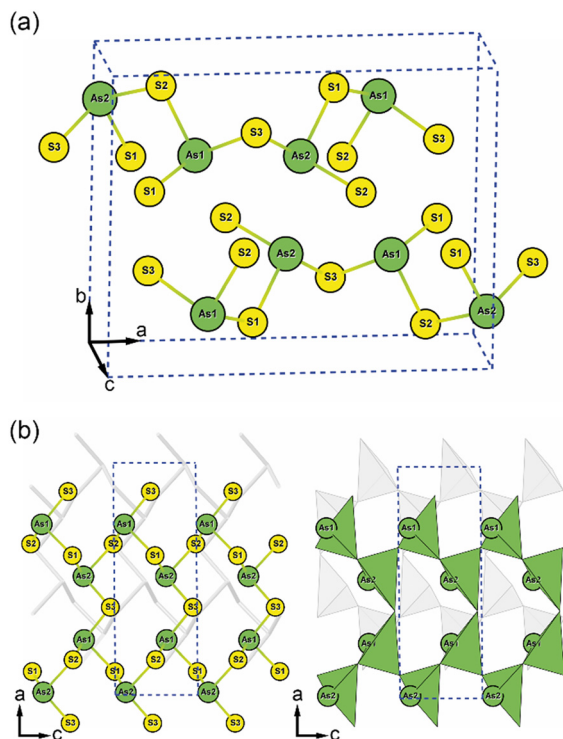 (a)
S2 S1 As1
As2
S3 S3
S3 S1 As1 As2 S2
S1 S2
S2 S1
S2 As2 As1 S1
S3 S3 S3
b As1 S1 S2 As2
a
c
(b)
S3 S3 S3
As1 As1 As1
S2 S1 S2 S1 S2 S1 S2
As2 As2 As2
S3 S3 S3
As1 As1 As1
S1 S2 S1 S2 S1 S2 S1
As2 As2 As2
S3 S3 S3
a
c
As1 As1 As1
As2 As2 As2
As1 As1 As1
As2 As2 As2
a
c